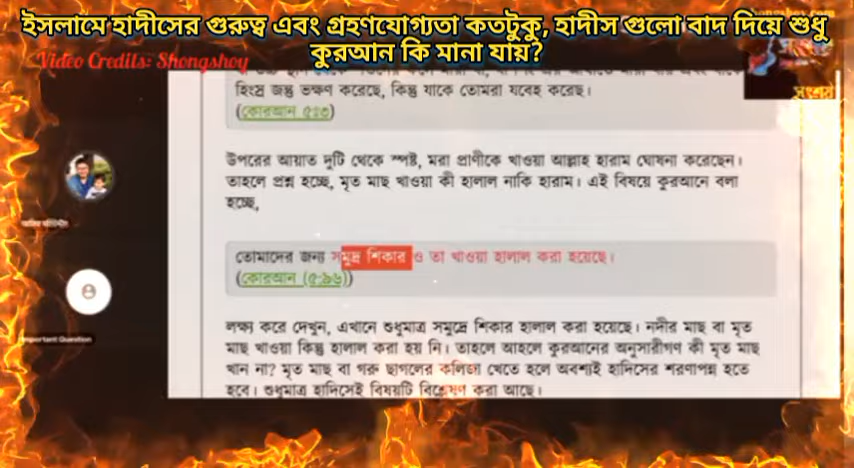 ইসলামে হাদীসের গুরুত্ব এবং গ্রহণযোগ্যতা কতটুকু, হাদীস গুলো বাদ দিয়ে শুধু
কুরআন কি মানা যায়?
Video Credits: Shongshoy
সংশয়
হিংস্র জন্তু ভক্ষণ করেছে, কিন্তু যাকে তোমরা যবেহ করেছ।
(কোরআন ৫:৩)
উপরের আয়াত দুটি থেকে স্পষ্ট, মরা প্রাণীকে খাওয়া আল্লাহ হারাম ঘোষনা করেছেন।
তাহলে প্রশ্ন হচ্ছে, মৃত মাছ খাওয়া কী হালাল নাকি হারাম। এই বিষয়ে কুরআনে বলা
হচ্ছে,
তোমাদের জন্য সমুদ্র শিকার ও তা খাওয়া হালাল করা হয়েছে।
(কোরআন (৫:৯৬))
লক্ষ্য করে দেখুন, এখানে শুধুমাত্র সমুদ্রে শিকার হালাল করা হয়েছে। নদীর মাছ বা মৃত
মাছ খাওয়া কিন্তু হালাল করা হয় নি। তাহলে আহলে কুরআনের অনুসারীগণ কী মৃত মাছ
খান না? মৃত মাছ বা গরু ছাগলের কলিজা খেতে হলে অবশ্যই হাদিসের শরণাপন্ন হতে
হবে। শুধুমাত্র হাদিসেই বিষয়টি বিশ্লেষণ করা আছে।
Important Question